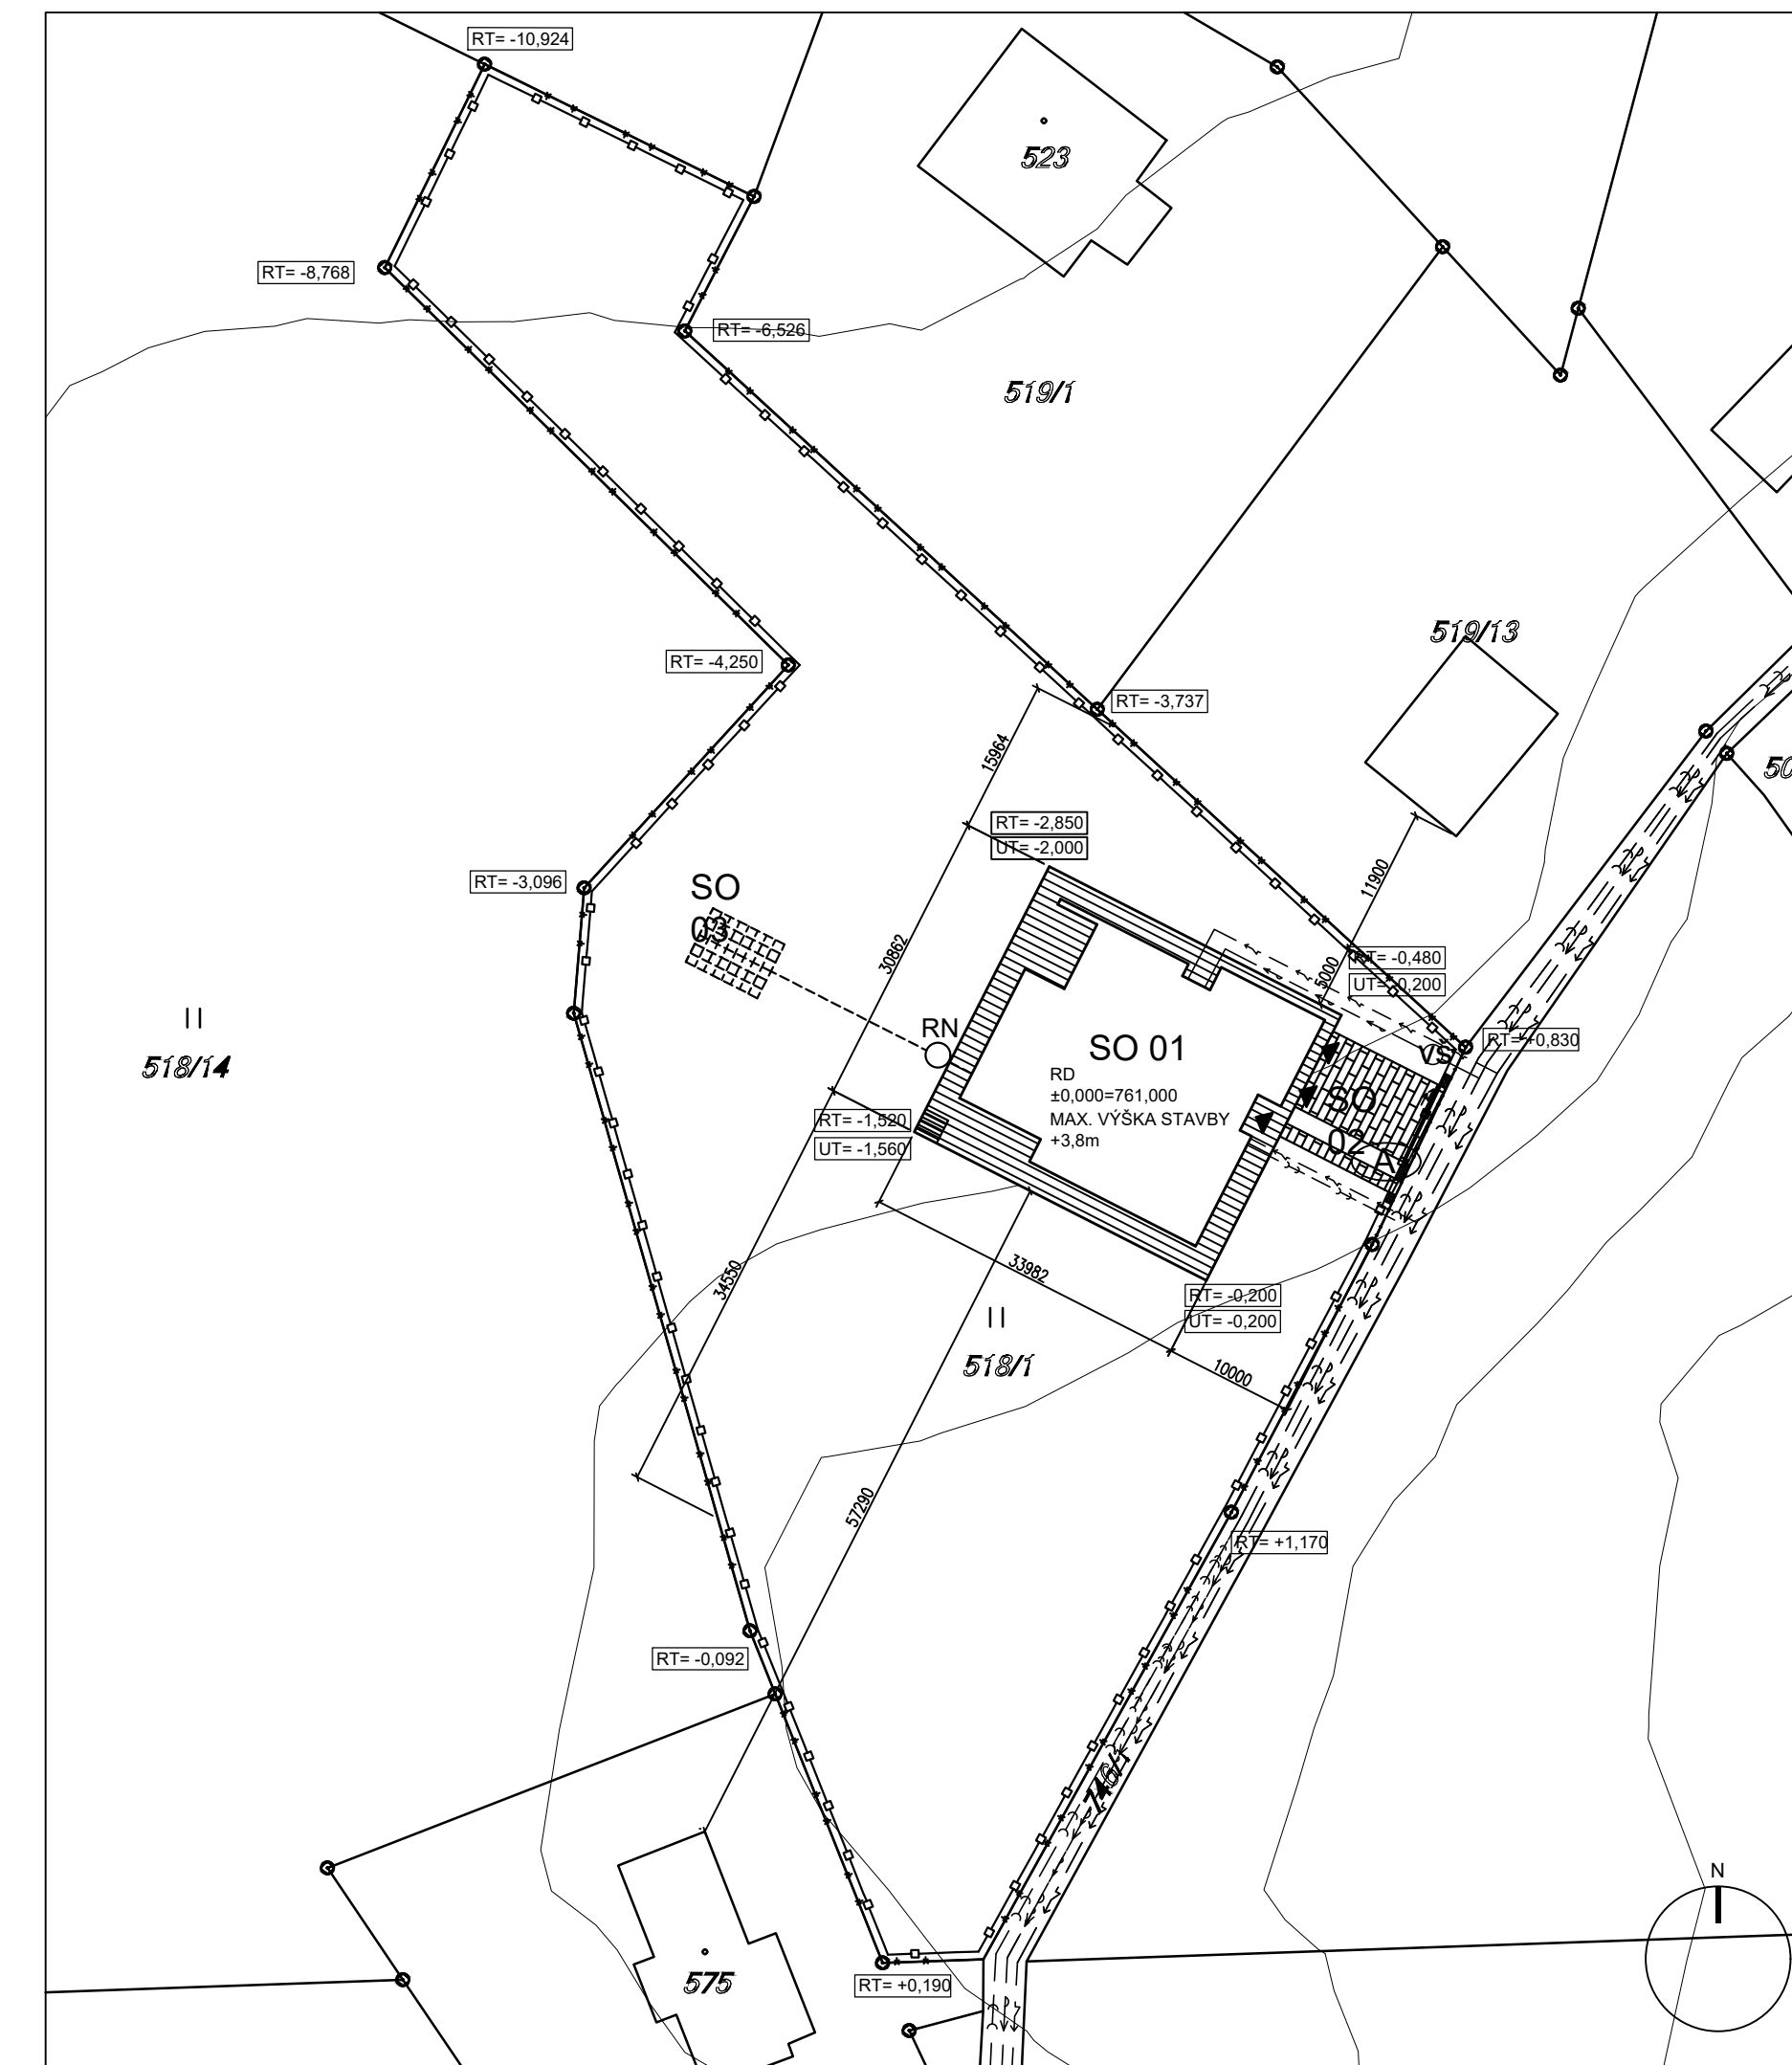 RT= -10,924
523
RT= -8,768
RT= -6,526
519/1
519/13
RT= -4,250
RT= -3,737
15964
50
RT= -2,850
UT= -2,000
11900
RT= -3,096
SO
03
30862
RT= -0,480
UT= -0,200
5000
RN
SO 01
RD
±0,000=761,000
MAX. VÝŠKA STAVBY
+3,8m
VŠ
RT= +0,830
II
518/14
SO
02
A
RT= -1,520
UT= -1,560
34550
33982
RT= -0,200
UT= -0,200
II
518/1
10000
57290
RT= +1,170
RT= -0,092
N
575
RT= +0,190